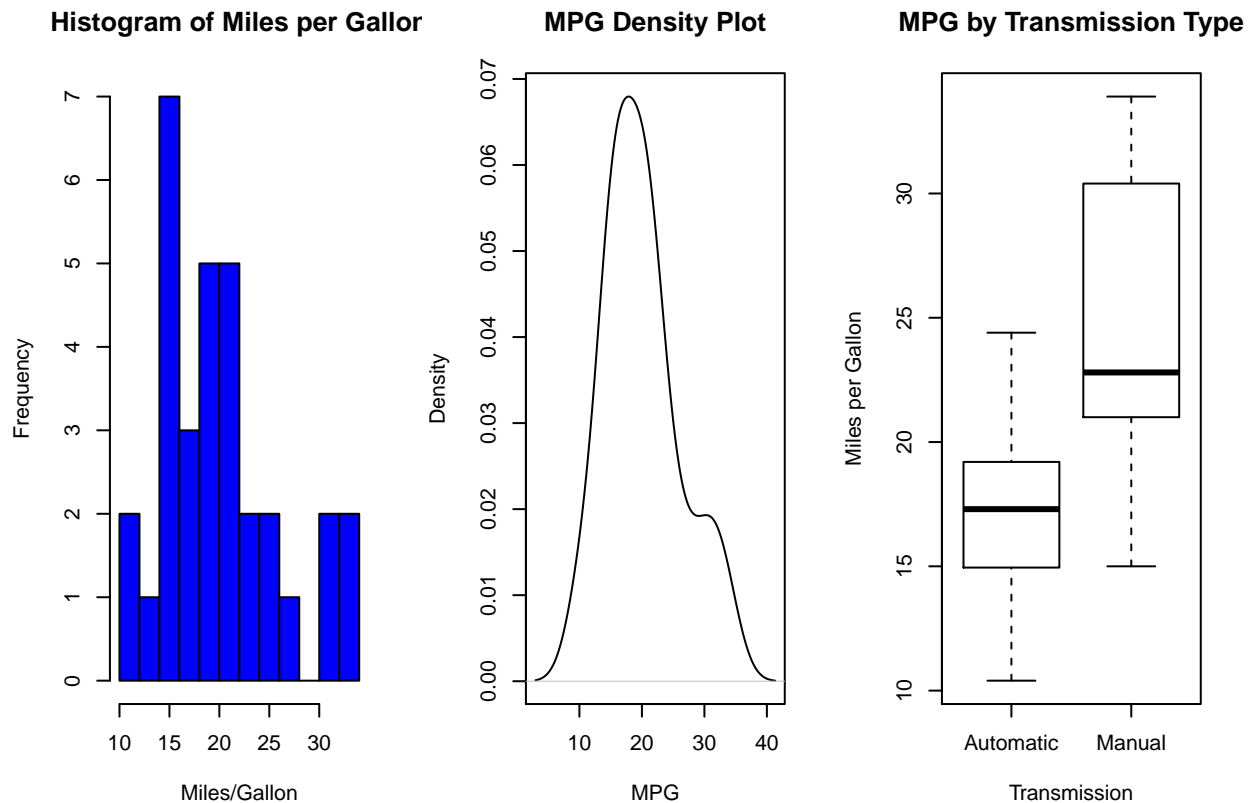 Histogram of Miles per Gallon
MPG Density Plot
MPG by Transmission Type
Frequency
0 1 2 3 4 5 6 7
10 15 20 25 30
Miles/Gallon
Density
0.00 0.01 0.02 0.03 0.04 0.05 0.06 0.07
10 20 30 40
MPG
Miles per Gallon
10 15 20 25 30
Automatic Manual
Transmission